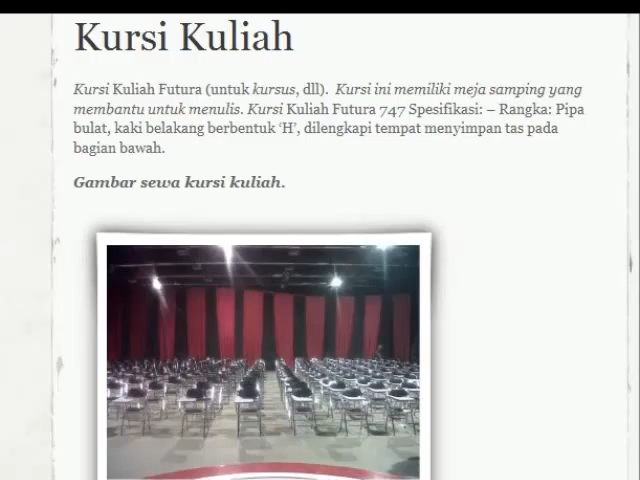 Kursi Kuliah
Kursi Kuliah Futura (untuk kursus, dll).  Kursi ini memiliki meja samping yang
membantu untuk menulis. Kursi Kuliah Futura 747 Spesifikasi: – Rangka: Pipa
bulat, kaki belakang berbentuk ‘H’, dilengkapi tempat menyimpan tas pada
bagian bawah.
Gambar sewa kursi kuliah.